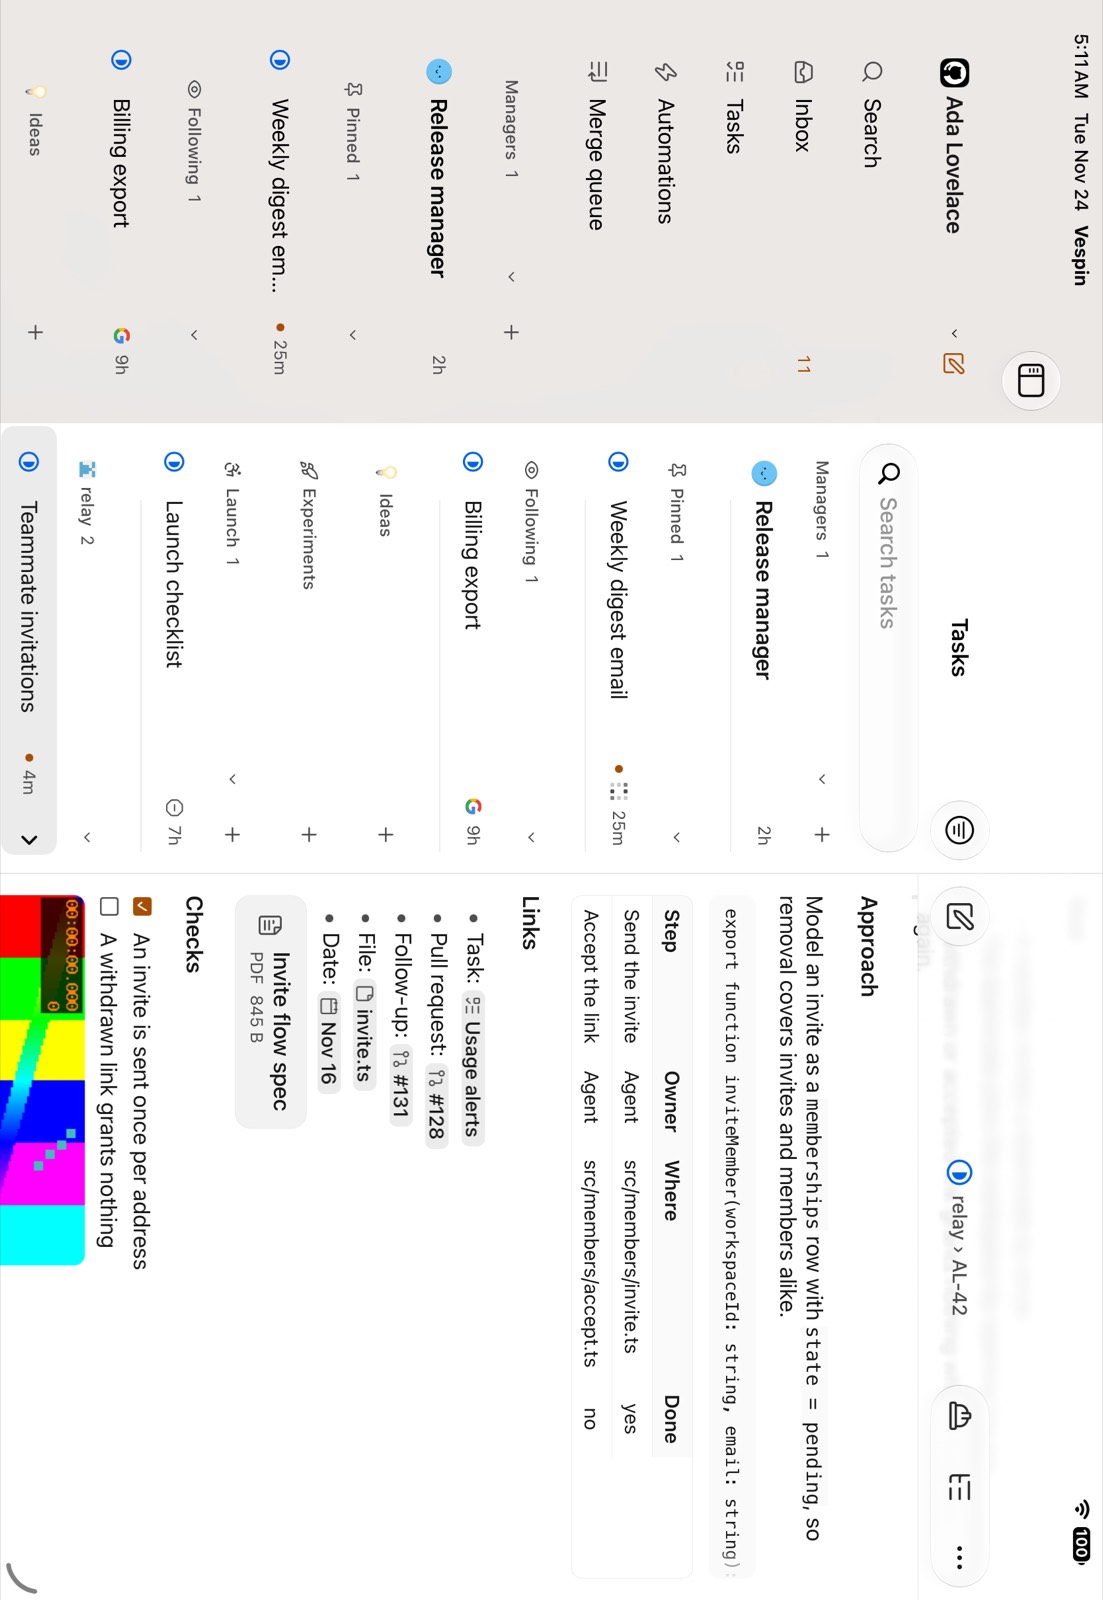 5:11 AM Tue Nov 24 Vespin
100
Ada Lovelace
Search
Inbox 11
Tasks
Automations
Merge queue
Managers 1
Release manager 2h
Pinned 1
Weekly digest em... 25m
Following 1
Billing export 9h
Ideas
Tasks
Search tasks
Managers 1
Release manager 2h
Pinned 1
Weekly digest email 25m
Following 1
Billing export 9h
Ideas
Experiments
Launch 1
Launch checklist 7h
relay 2
Teammate invitations 4m
relay › AL-42
again.
Approach
Model an invite as a memberships row with state = pending, so
removal covers invites and members alike.
export function inviteMember(workspaceId: string, email: string):
Step Owner Where Done
Send the invite Agent src/members/invite.ts yes
Accept the link Agent src/members/accept.ts no
Links
Task: Usage alerts
Pull request: #128
Follow-up: #131
File: invite.ts
Date: Nov 16
Invite flow spec
PDF 845 B
Checks
An invite is sent once per address
A withdrawn link grants nothing
00:00:00.000
0